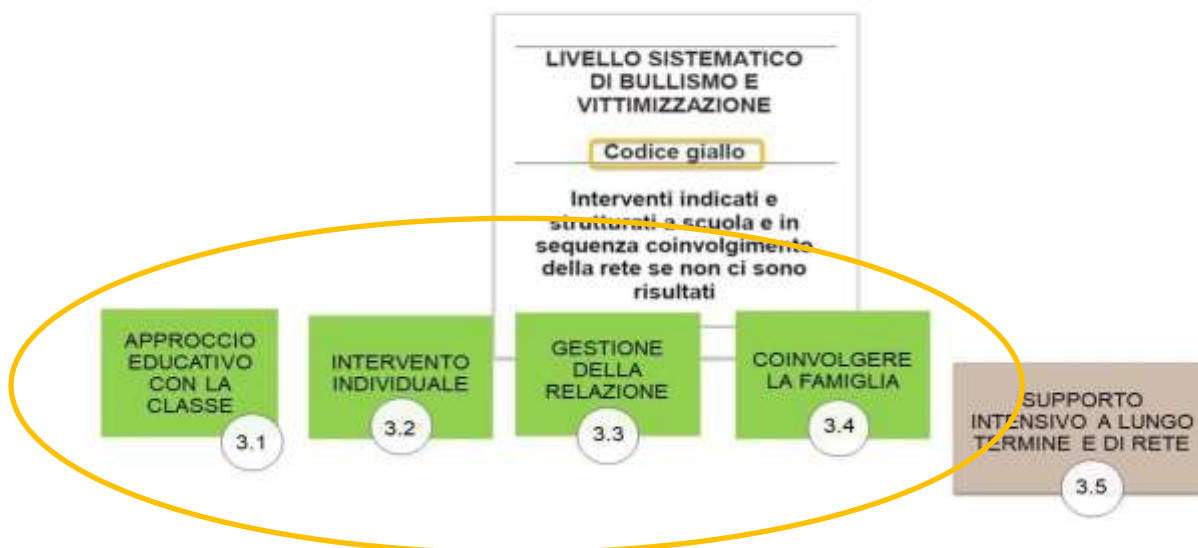 LIVELLO SISTEMATICO
DI BULLISMO E
VITTIMIZZAZIONE
Codice giallo
Interventi indicati e
strutturati a scuola e in
sequenza coinvolgimento
della rete se non ci sono
risultati
APPROCCIO
EDUCATIVO
CON LA
CLASSE
3.1
INTERVENTO
INDIVIDUALE
3.2
GESTIONE
DELLA
RELAZIONE
3.3
COINVOLGERE
LA FAMIGLIA
3.4
SUPPORTO
INTENSIVO A LUNGO
TERMINE E DI RETE
3.5